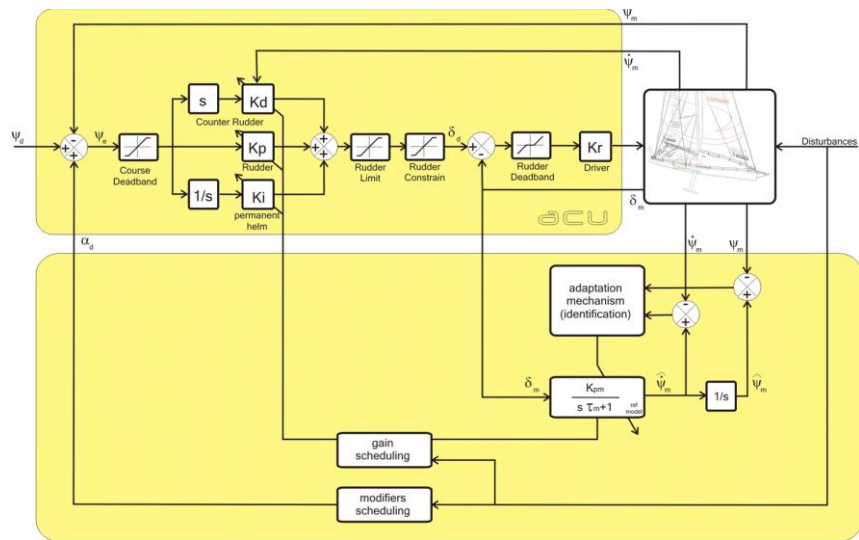 Ψm
ψ̇m
s
Kd
Counter Rudder
Disturbances
Ψd
Ψe
δd
Kp
Kr
Course
Deadband
Rudder
Rudder
Limit
Rudder
Constrain
Rudder
Deadband
Driver
1/s
Ki
permanent
helm
acu
δm
αd
ψ̇m
Ψm
adaptation
mechanism
(identification)
δm
Kpm
s τm+1
ref
model
ψ̇̂m
1/s
ψ̂m
gain
scheduling
modifiers
scheduling